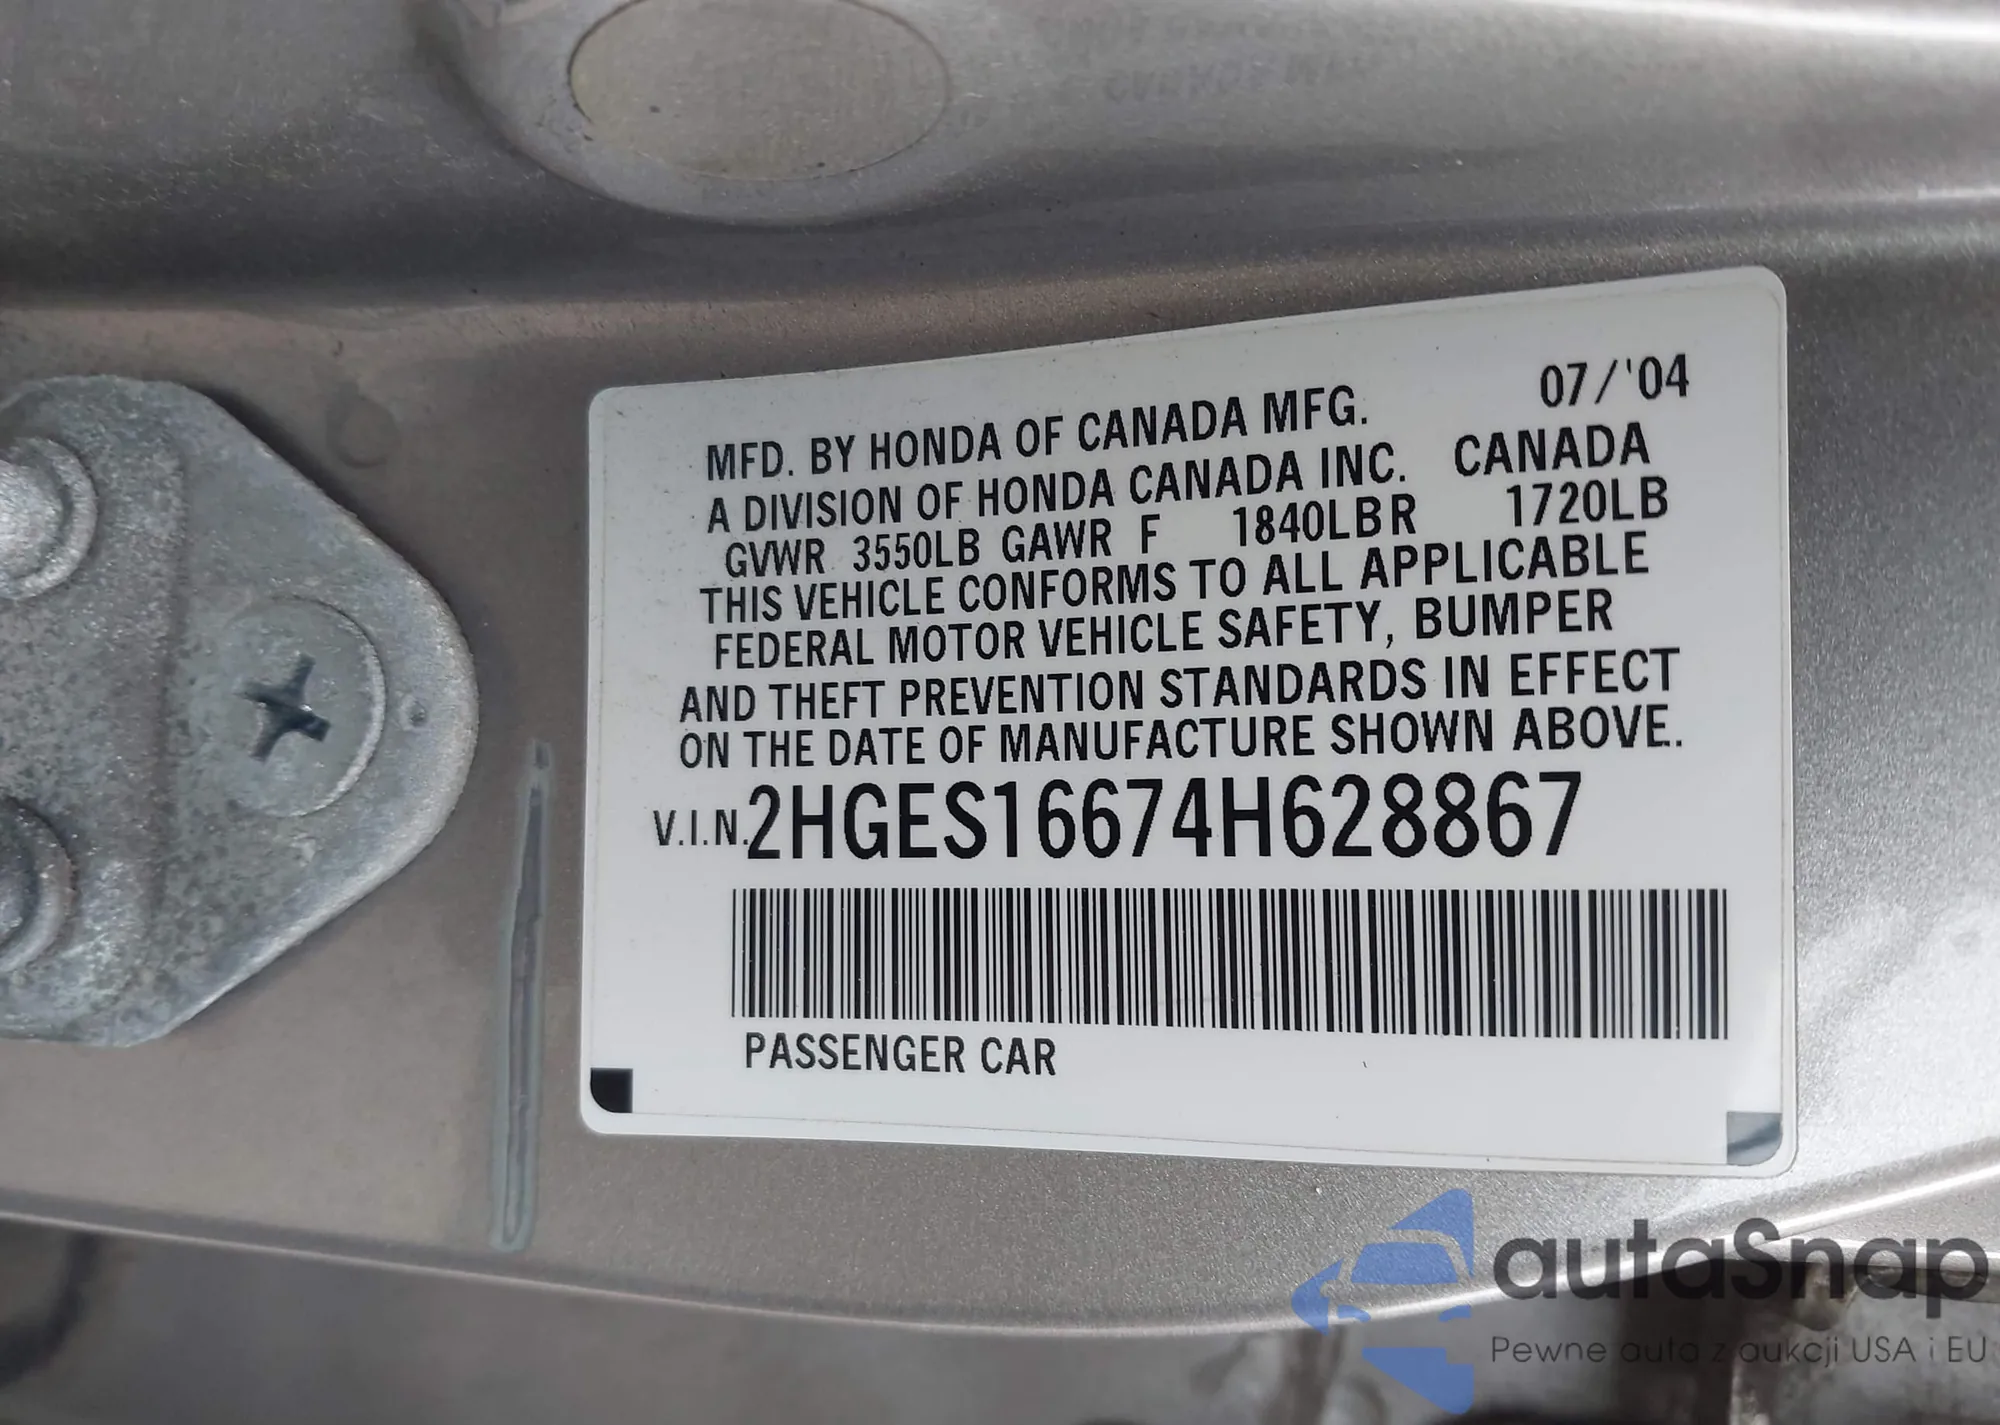 07/'04
MFD. BY HONDA OF CANADA MFG.
A DIVISION OF HONDA CANADA INC. CANADA
GVWR 3550LB GAWR F 1840LBR 1720LB
THIS VEHICLE CONFORMS TO ALL APPLICABLE
FEDERAL MOTOR VEHICLE SAFETY, BUMPER
AND THEFT PREVENTION STANDARDS IN EFFECT
ON THE DATE OF MANUFACTURE SHOWN ABOVE.
V.I.N.2HGES16674H628867
PASSENGER CAR
autaSnap
Pewne auta z aukcji USA i EU